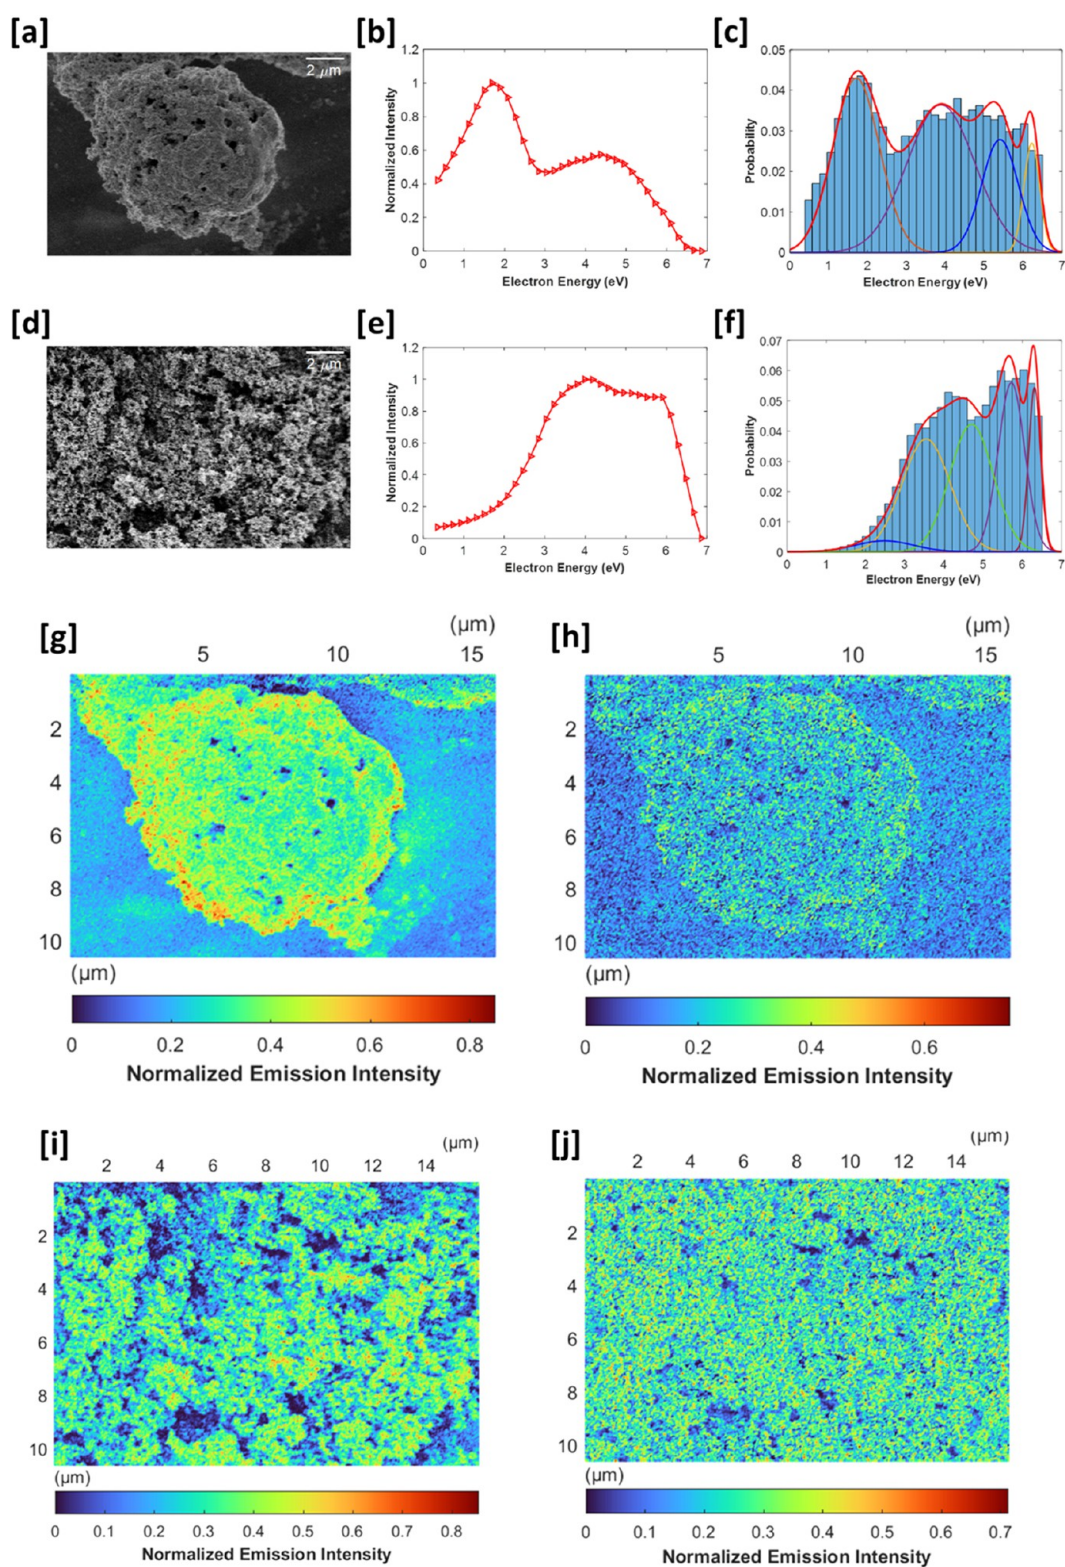 [a]
2 μm
[b]
1.2
1
0.8
0.6
0.4
0.2
0
Normalized Intensity
0 1 2 3 4 5 6 7
Electron Energy (eV)
[c]
0.05
0.04
0.03
0.02
0.01
0
Probability
0 1 2 3 4 5 6 7
Electron Energy (eV)
[d]
2 μm
[e]
1.2
1
0.8
0.6
0.4
0.2
0
Normalized Intensity
0 1 2 3 4 5 6 7
Electron Energy (eV)
[f]
0.07
0.06
0.05
0.04
0.03
0.02
0.01
0
Probability
0 1 2 3 4 5 6 7
Electron Energy (eV)
[g]
(μm)
5 10 15
2
4
6
8
10
(μm)
0 0.2 0.4 0.6 0.8
Normalized Emission Intensity
[h]
(μm)
5 10 15
2
4
6
8
10
(μm)
0 0.2 0.4 0.6
Normalized Emission Intensity
[i]
(μm)
2 4 6 8 10 12 14
2
4
6
8
10
(μm)
0 0.1 0.2 0.3 0.4 0.5 0.6 0.7 0.8
Normalized Emission Intensity
[j]
(μm)
2 4 6 8 10 12 14
2
4
6
8
10
(μm)
0 0.1 0.2 0.3 0.4 0.5 0.6 0.7
Normalized Emission Intensity